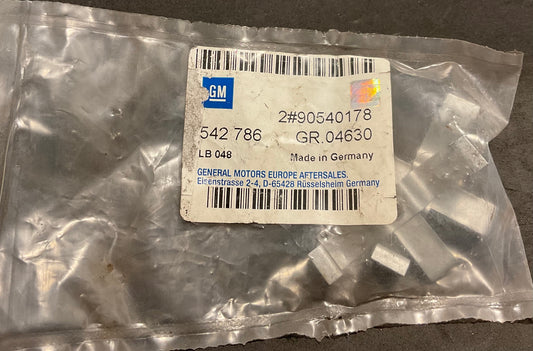 GM
2#90540178
542 786 GR.04630
LB 048 Made in Germany
GENERAL MOTORS EUROPE AFTERSALES.
Eisenstrasse 2-4, D-65428 Rüsselsheim Germany